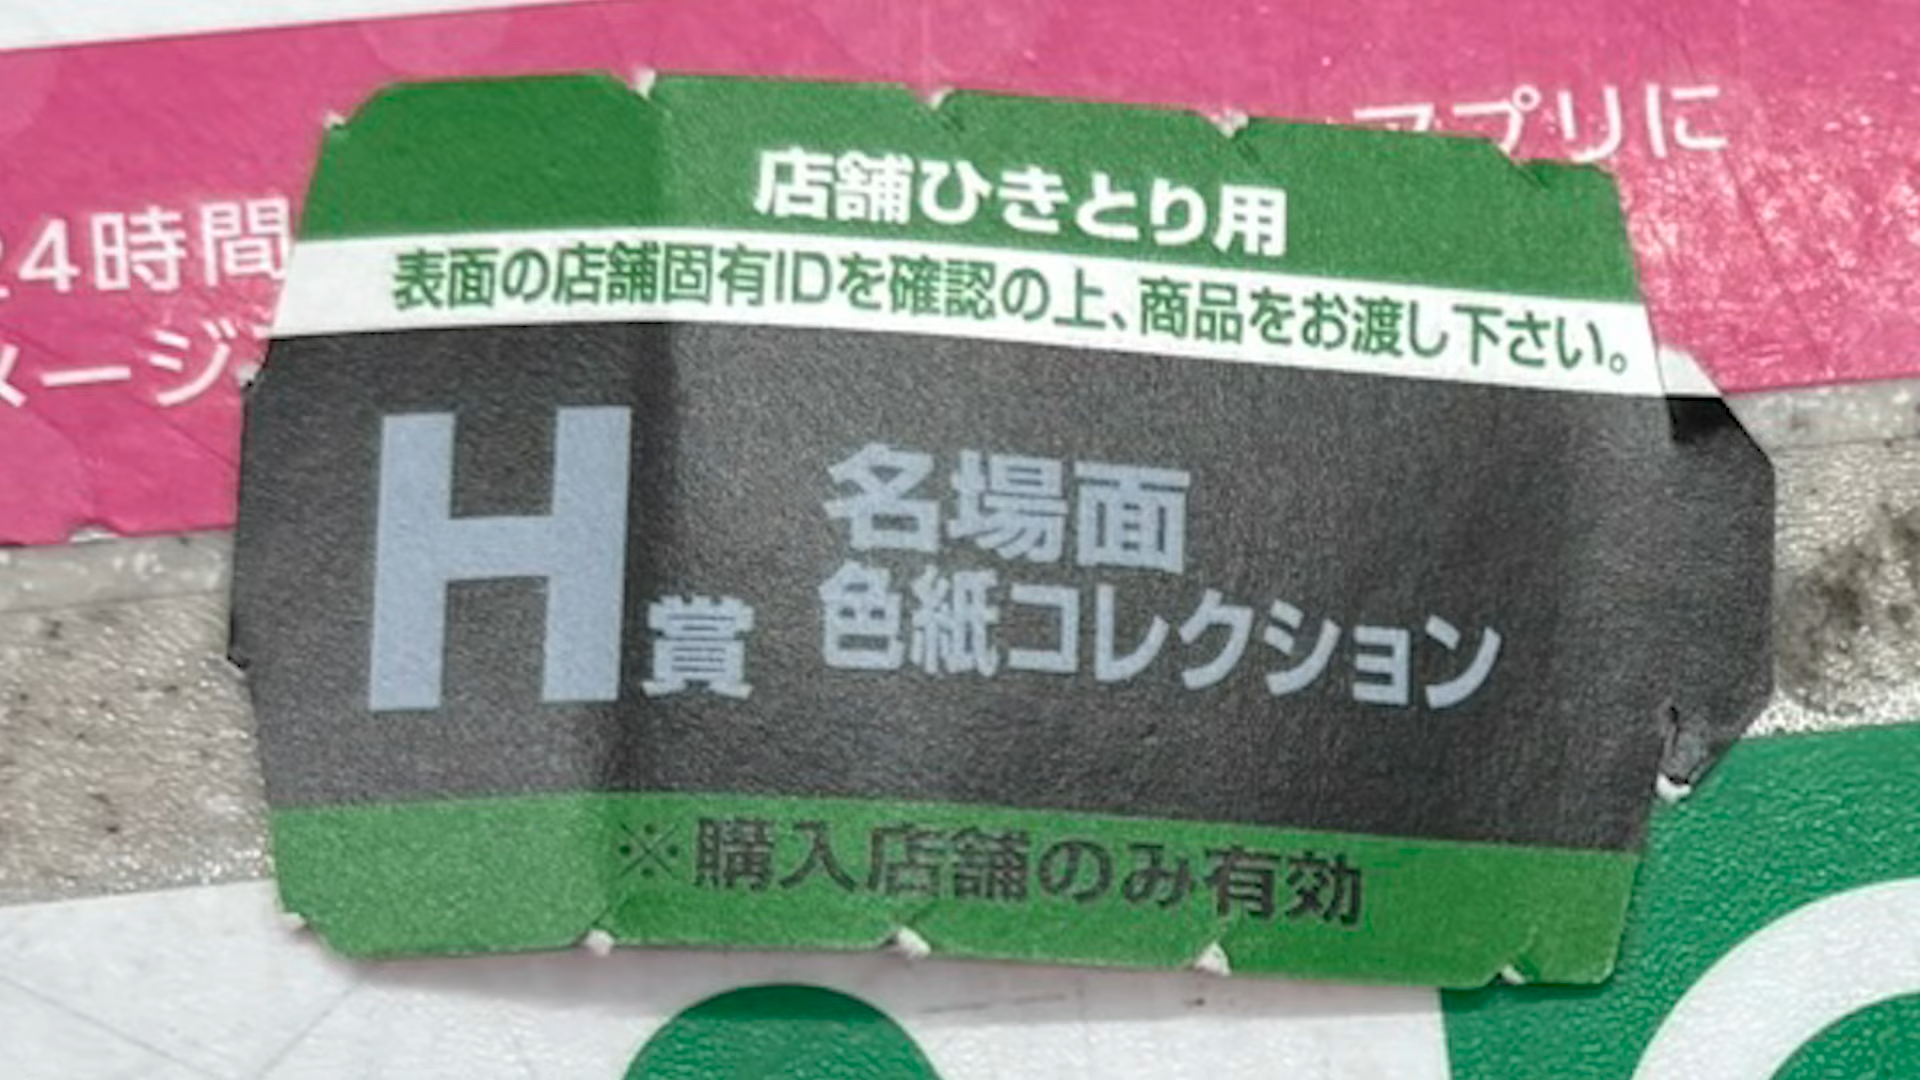 アプリに
24時間
メージ
店舗ひきとり用
表面の店舗固有IDを確認の上、商品をお渡し下さい。
H賞
名場面
色紙コレクション
※購入店舗のみ有効